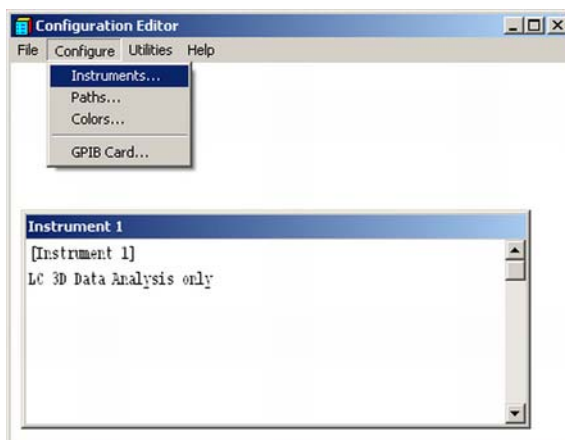 Configuration Editor
File Configure Utilities Help
Instruments...
Paths...
Colors...
GPIB Card...
Instrument 1
[Instrument 1]
LC 3D Data Analysis only